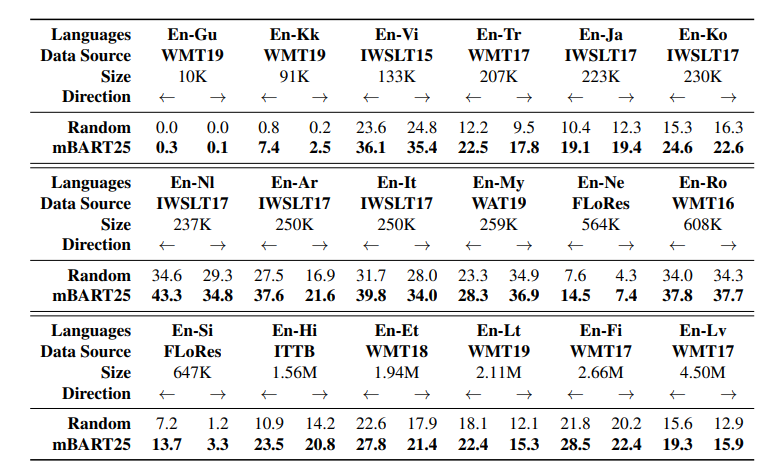 Languages En-Gu En-Kk En-Vi En-Tr En-Ja En-Ko
Data Source WMT19 WMT19 IWSLT15 WMT17 IWSLT17 IWSLT17
Size 10K 91K 133K 207K 223K 230K
Direction ← → ← → ← → ← → ← → ← →
Random 0.0 0.0 0.8 0.2 23.6 24.8 12.2 9.5 10.4 12.3 15.3 16.3
mBART25 0.3 0.1 7.4 2.5 36.1 35.4 22.5 17.8 19.1 19.4 24.6 22.6
Languages En-Nl En-Ar En-It En-My En-Ne En-Ro
Data Source IWSLT17 IWSLT17 IWSLT17 WAT19 FLoRes WMT16
Size 237K 250K 250K 259K 564K 608K
Direction ← → ← → ← → ← → ← → ← →
Random 34.6 29.3 27.5 16.9 31.7 28.0 23.3 34.9 7.6 4.3 34.0 34.3
mBART25 43.3 34.8 37.6 21.6 39.8 34.0 28.3 36.9 14.5 7.4 37.8 37.7
Languages En-Si En-Hi En-Et En-Lt En-Fi En-Lv
Data Source FLoRes ITTB WMT18 WMT19 WMT17 WMT17
Size 647K 1.56M 1.94M 2.11M 2.66M 4.50M
Direction ← → ← → ← → ← → ← → ← →
Random 7.2 1.2 10.9 14.2 22.6 17.9 18.1 12.1 21.8 20.2 15.6 12.9
mBART25 13.7 3.3 23.5 20.8 27.8 21.4 22.4 15.3 28.5 22.4 19.3 15.9